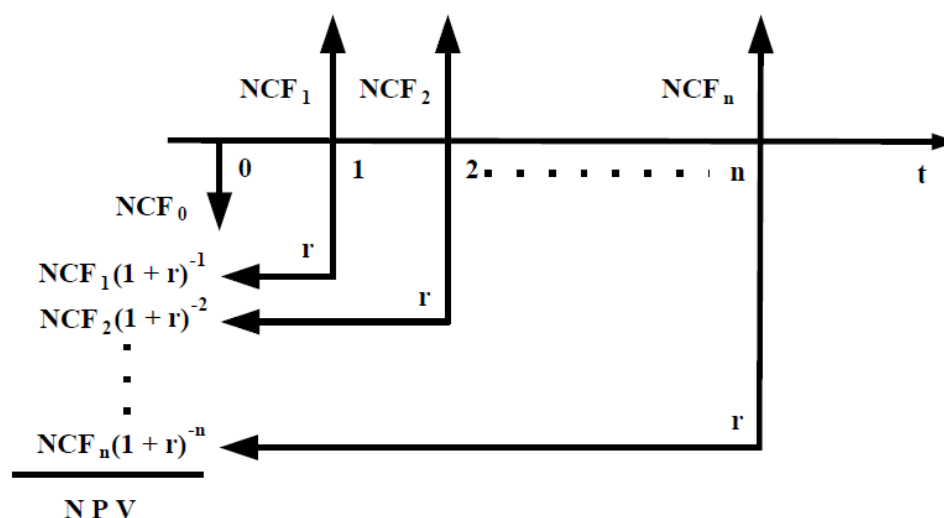 NCF₁ NCF₂ NCFₙ
0 1 2 n t
NCF₀
r
NCF₁(1 + r)⁻¹
r
NCF₂(1 + r)⁻²
r
NCFₙ(1 + r)⁻ⁿ
N P V